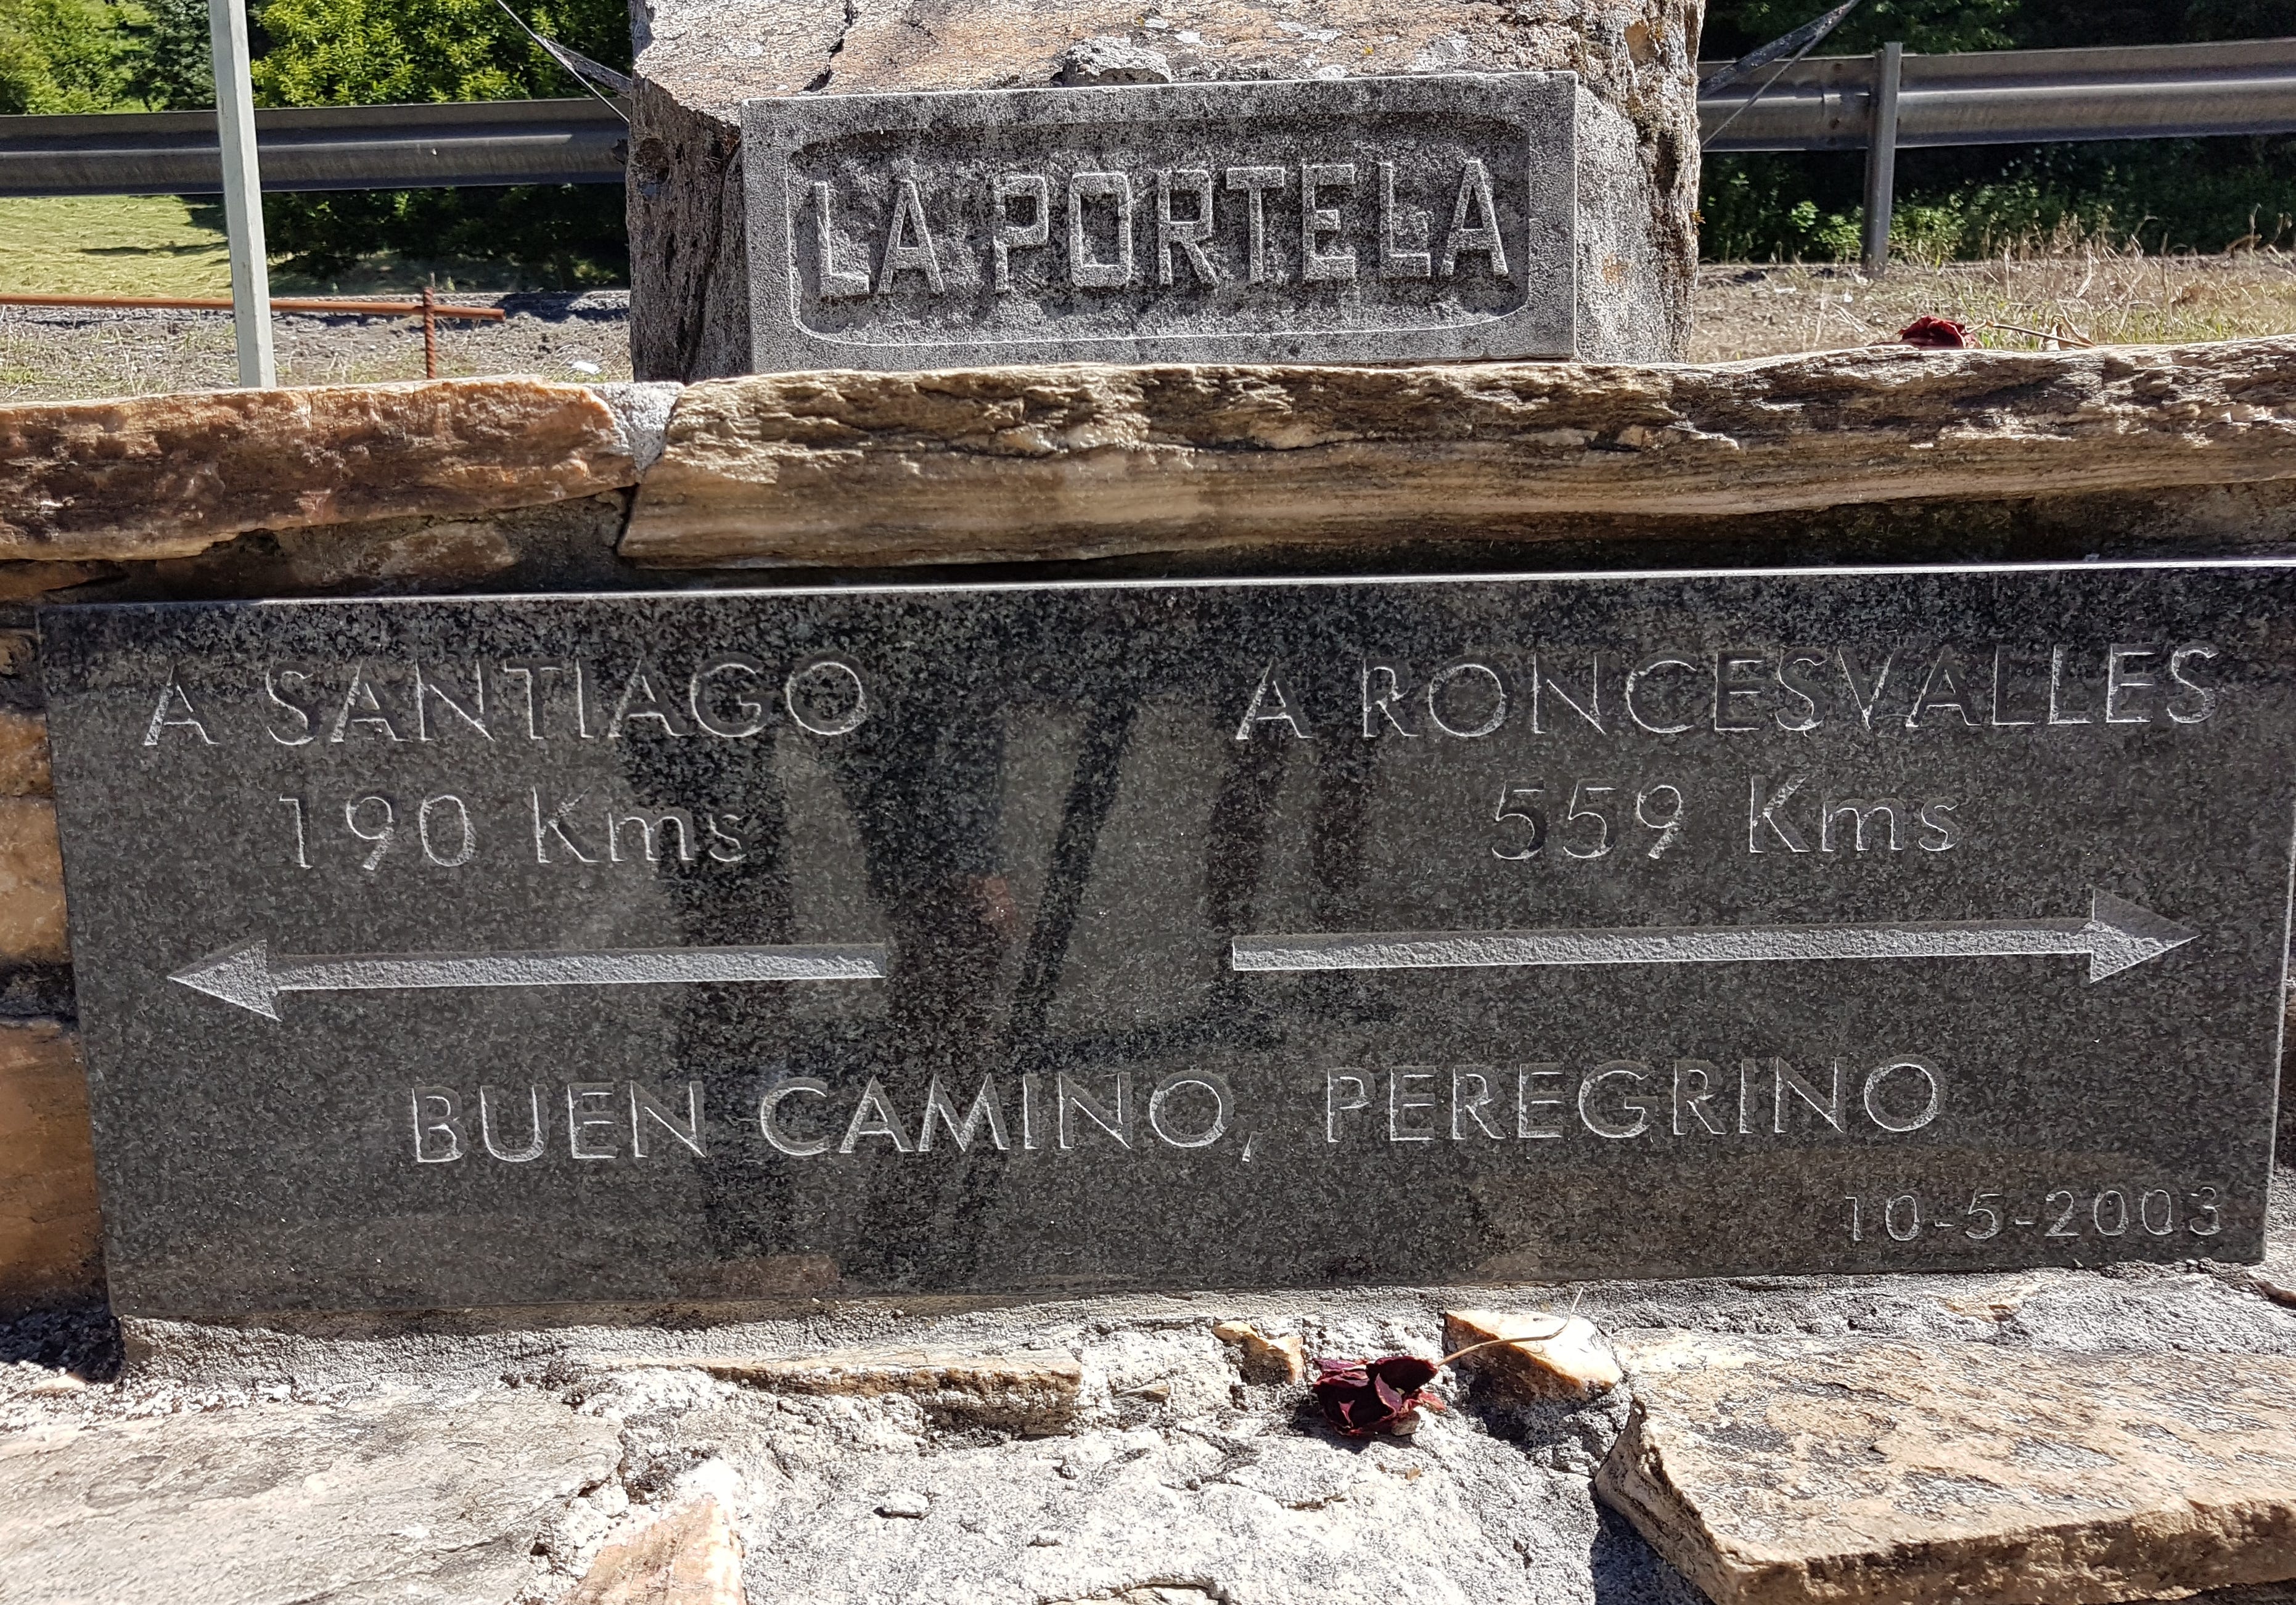 LA PORTELA
A SANTIAGO
190 Kms
A RONCESVALLES
559 Kms
BUEN CAMINO, PEREGRINO
10-5-2003